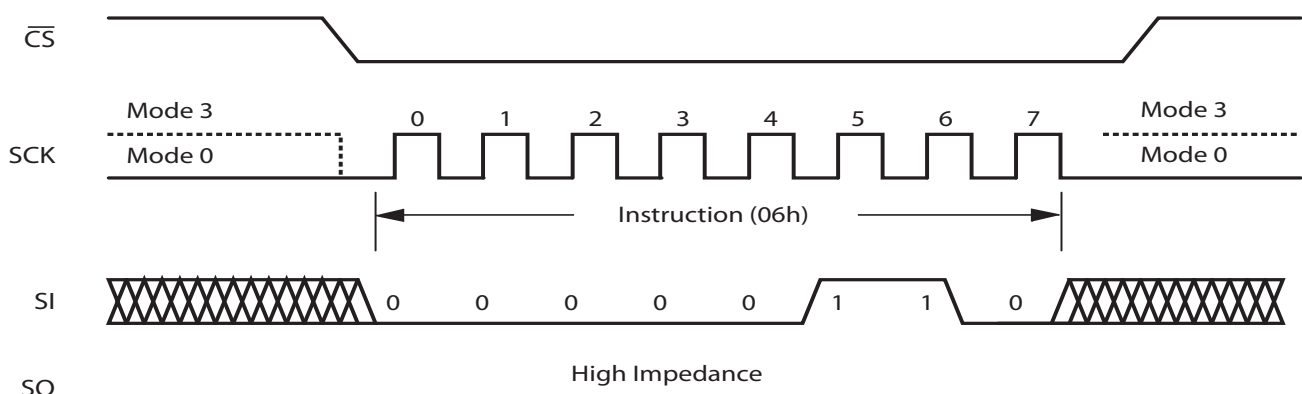 CS
Mode 3
0 1 2 3 4 5 6 7
Mode 3
SCK
Mode 0
Mode 0
Instruction (06h)
SI
0 0 0 0 0 1 1 0
High Impedance
SO